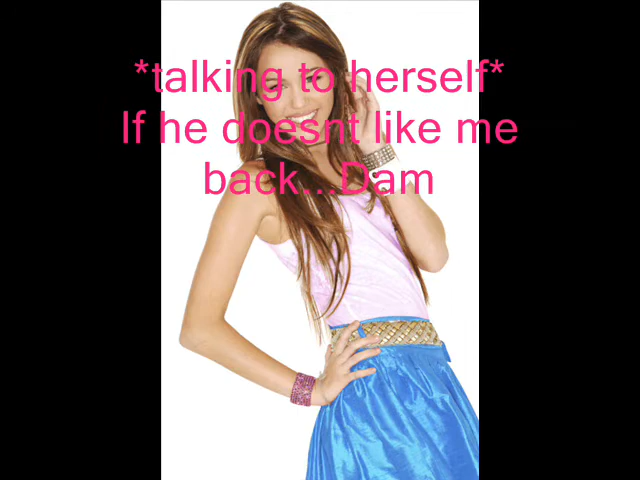 *talking to herself*
If he doesnt like me
back...Dam